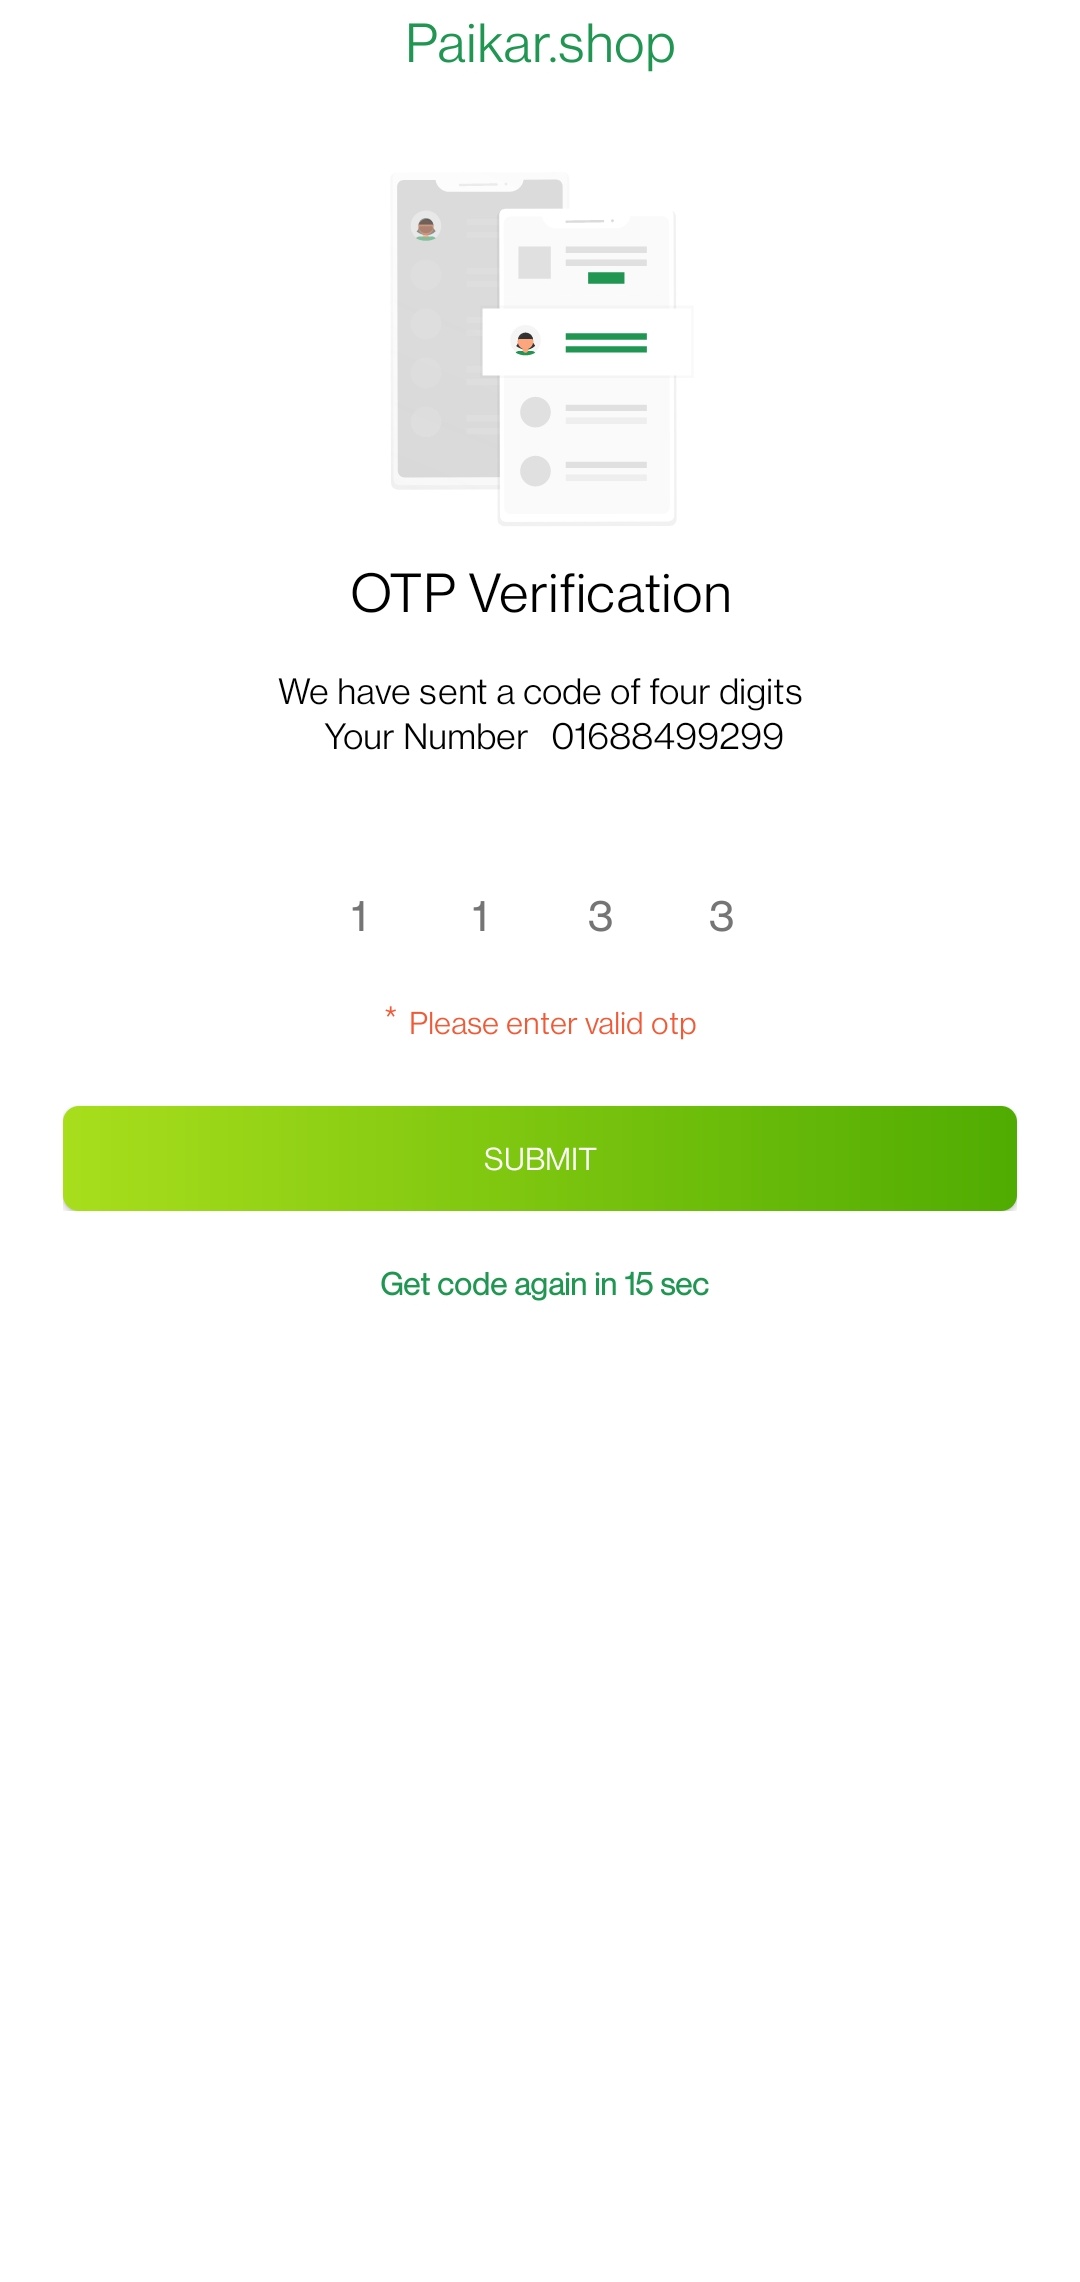 Paikar.shop
OTP Verification
We have sent a code of four digits
Your Number 01688499299
1 1 3 3
* Please enter valid otp
SUBMIT
Get code again in 15 sec